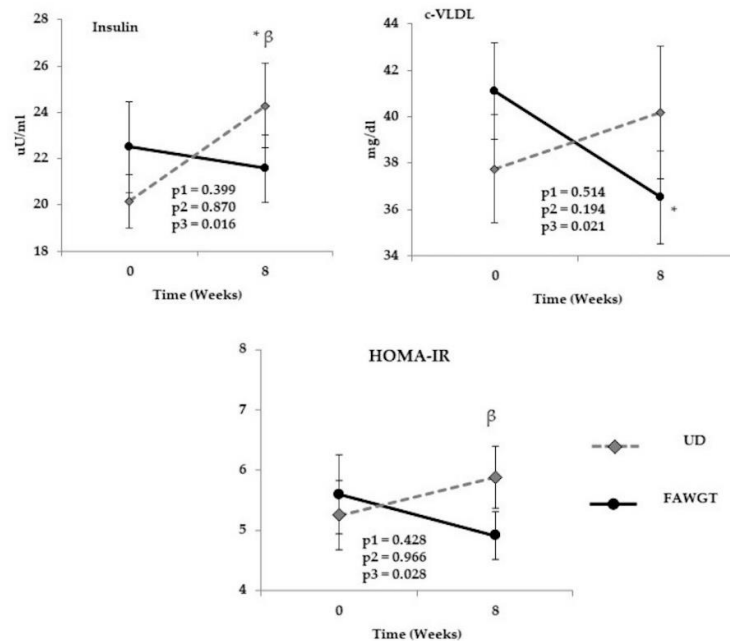 Insulin
* β
uU/ml
28
26
24
22
20
18
p1 = 0.399
p2 = 0.870
p3 = 0.016
0 8
Time (Weeks)
c-VLDL
mg/dl
44
42
40
38
36
34
p1 = 0.514
p2 = 0.194
p3 = 0.021
*
0 8
Time (Weeks)
HOMA-IR
β
8
7
6
5
4
p1 = 0.428
p2 = 0.966
p3 = 0.028
0 8
Time (Weeks)
UD
FAWGT